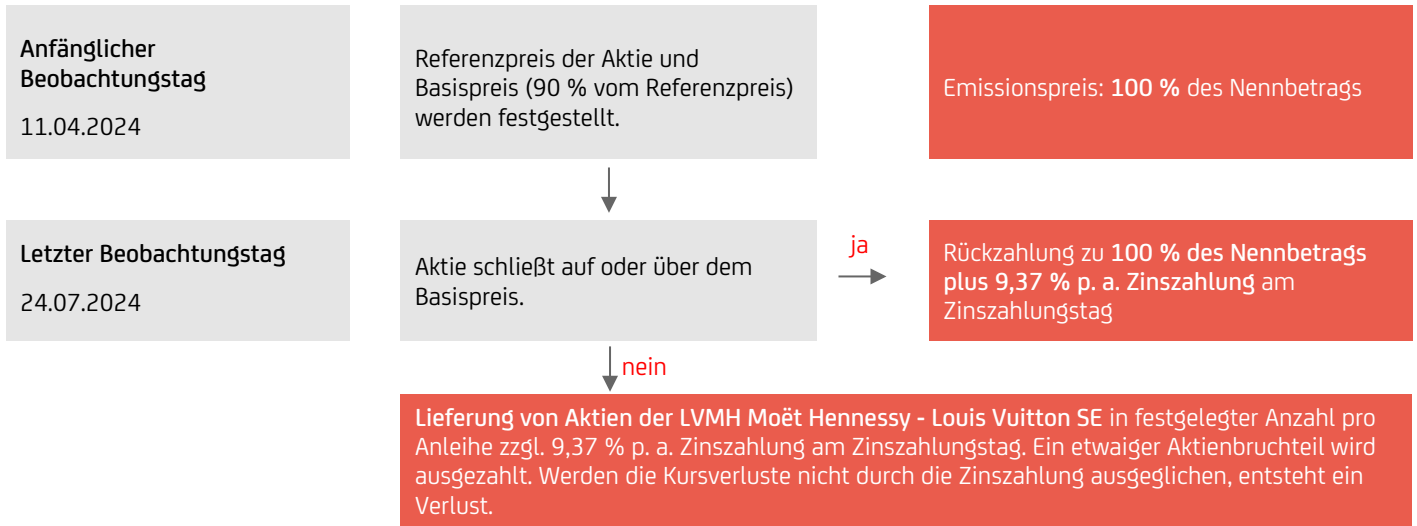 Anfänglicher
Beobachtungstag
11.04.2024
Referenzpreis der Aktie und
Basispreis (90 % vom Referenzpreis)
werden festgestellt.
Emissionspreis: 100 % des Nennbetrags
Letzter Beobachtungstag
24.07.2024
Aktie schließt auf oder über dem
Basispreis.
ja
Rückzahlung zu 100 % des Nennbetrags
plus 9,37 % p. a. Zinszahlung am
Zinszahlungstag
nein
Lieferung von Aktien der LVMH Moët Hennessy - Louis Vuitton SE in festgelegter Anzahl pro
Anleihe zzgl. 9,37 % p. a. Zinszahlung am Zinszahlungstag. Ein etwaiger Aktienbruchteil wird
ausgezahlt. Werden die Kursverluste nicht durch die Zinszahlung ausgeglichen, entsteht ein
Verlust.